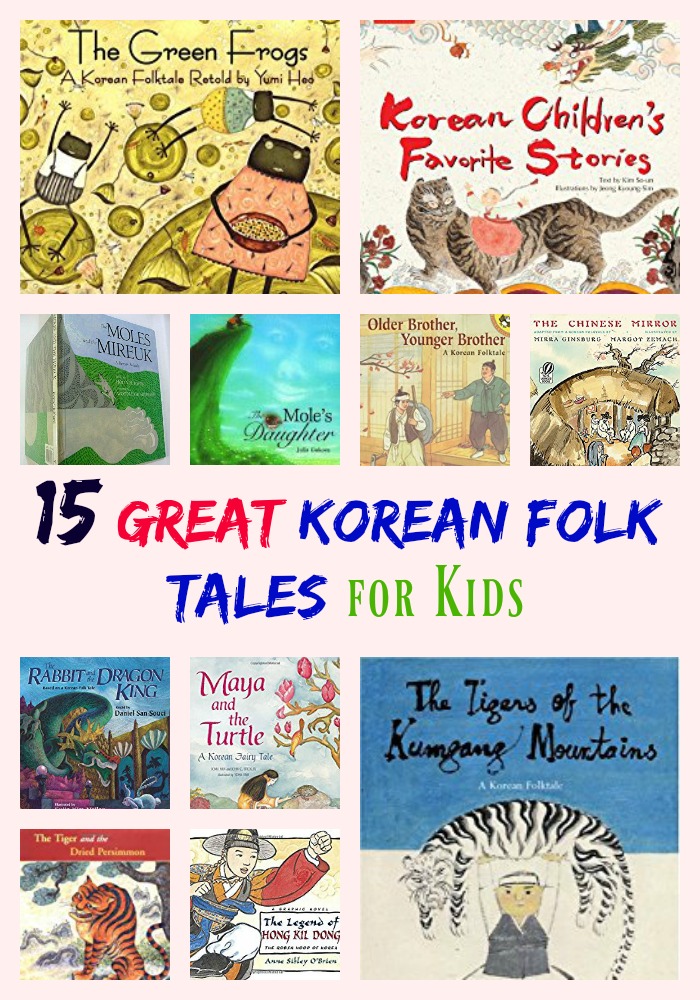 The Green Frogs
A Korean Folktale Retold by Yumi Heo
Korean Children's
Favorite Stories
Text by Kim So-un
Illustrations by Jeong Kyoung-Sim
The MOLES
and the
MIREUK
Older Brother,
Younger Brother
A Korean Folktale
THE CHINESE MIRROR
MIRRA GINSBURG MARGOT ZEMACH
The Mole's
Daughter
Julia Gukova
15 GREAT KOREAN FOLK
TALES FOR KIDS
The
RABBIT and the DRAGON
KING
Based on a Korean Folk Tale
Daniel San Souci
Maya
and
the
Turtle
A Korean Fairy Tale
The Tigers of the
Kumgang Mountains
A Korean Folktale
The Tiger and the
Dried Persimmon
A GRAPHIC NOVEL
The Legend of
HONG KIL DONG
THE ROBIN HOOD OF KOREA
Anne Sibley O'Brien